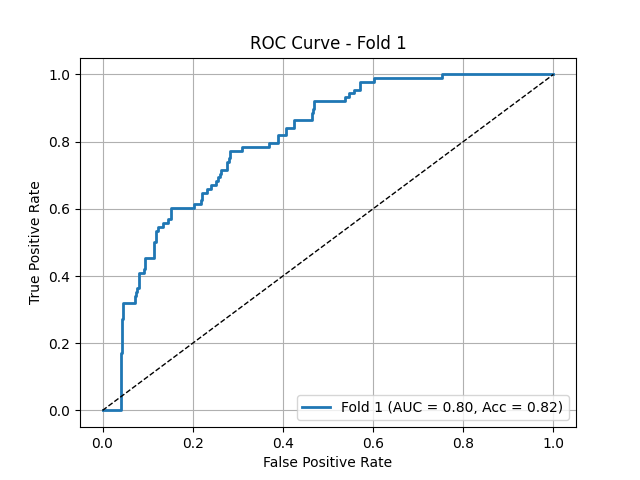 ROC Curve - Fold 1
True Positive Rate
1.0
0.8
0.6
0.4
0.2
0.0
Fold 1 (AUC = 0.80, Acc = 0.82)
0.0 0.2 0.4 0.6 0.8 1.0
False Positive Rate